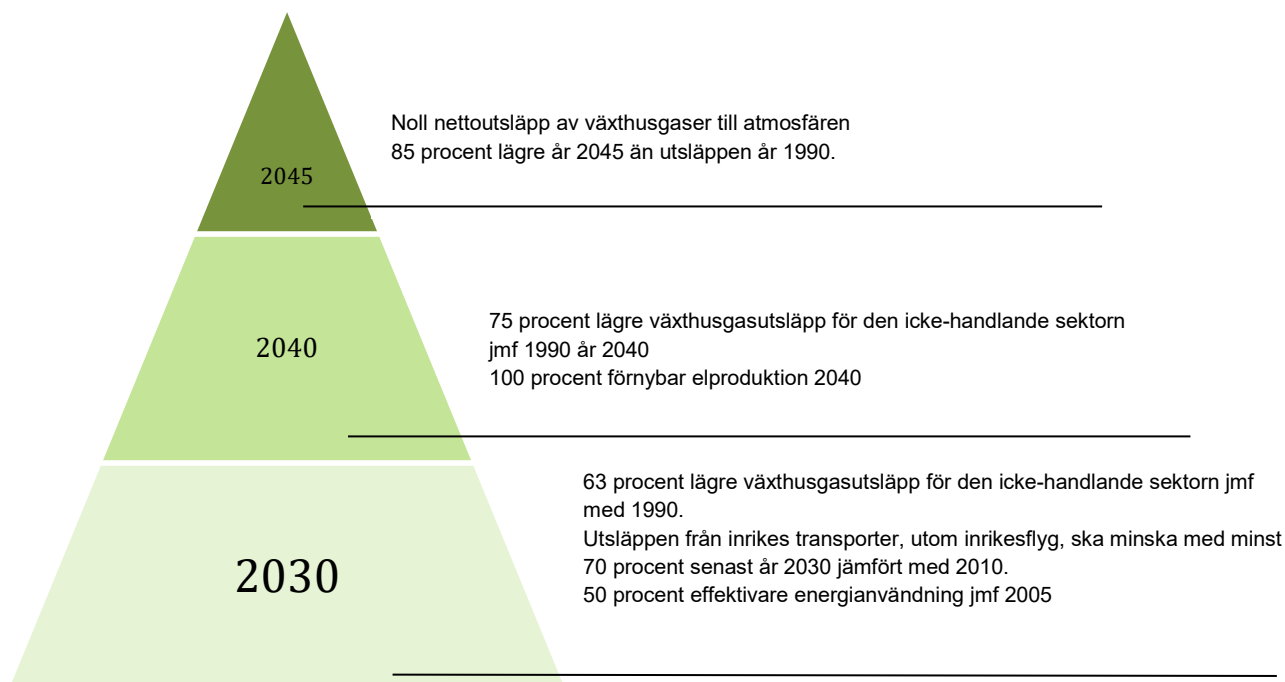 Noll nettoutsläpp av växthusgaser till atmosfären
85 procent lägre år 2045 än utsläppen år 1990.
2045
75 procent lägre växthusgasutsläpp för den icke-handlande sektorn
jmf 1990 år 2040
100 procent förnybar elproduktion 2040
2040
63 procent lägre växthusgasutsläpp för den icke-handlande sektorn jmf
med 1990.
Utsläppen från inrikes transporter, utom inrikesflyg, ska minska med minst
70 procent senast år 2030 jämfört med 2010.
50 procent effektivare energianvändning jmf 2005
2030